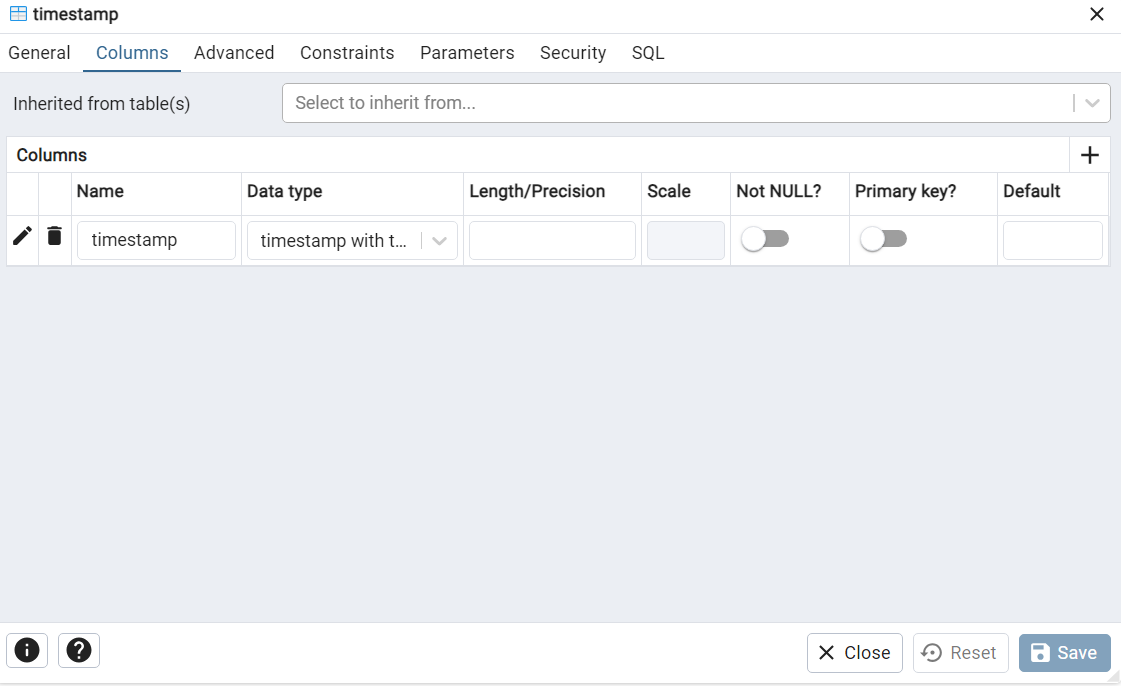 timestamp
General Columns Advanced Constraints Parameters Security SQL
Inherited from table(s) Select to inherit from...
Columns
Name Data type Length/Precision Scale Not NULL? Primary key? Default
timestamp timestamp with t...
Close Reset Save